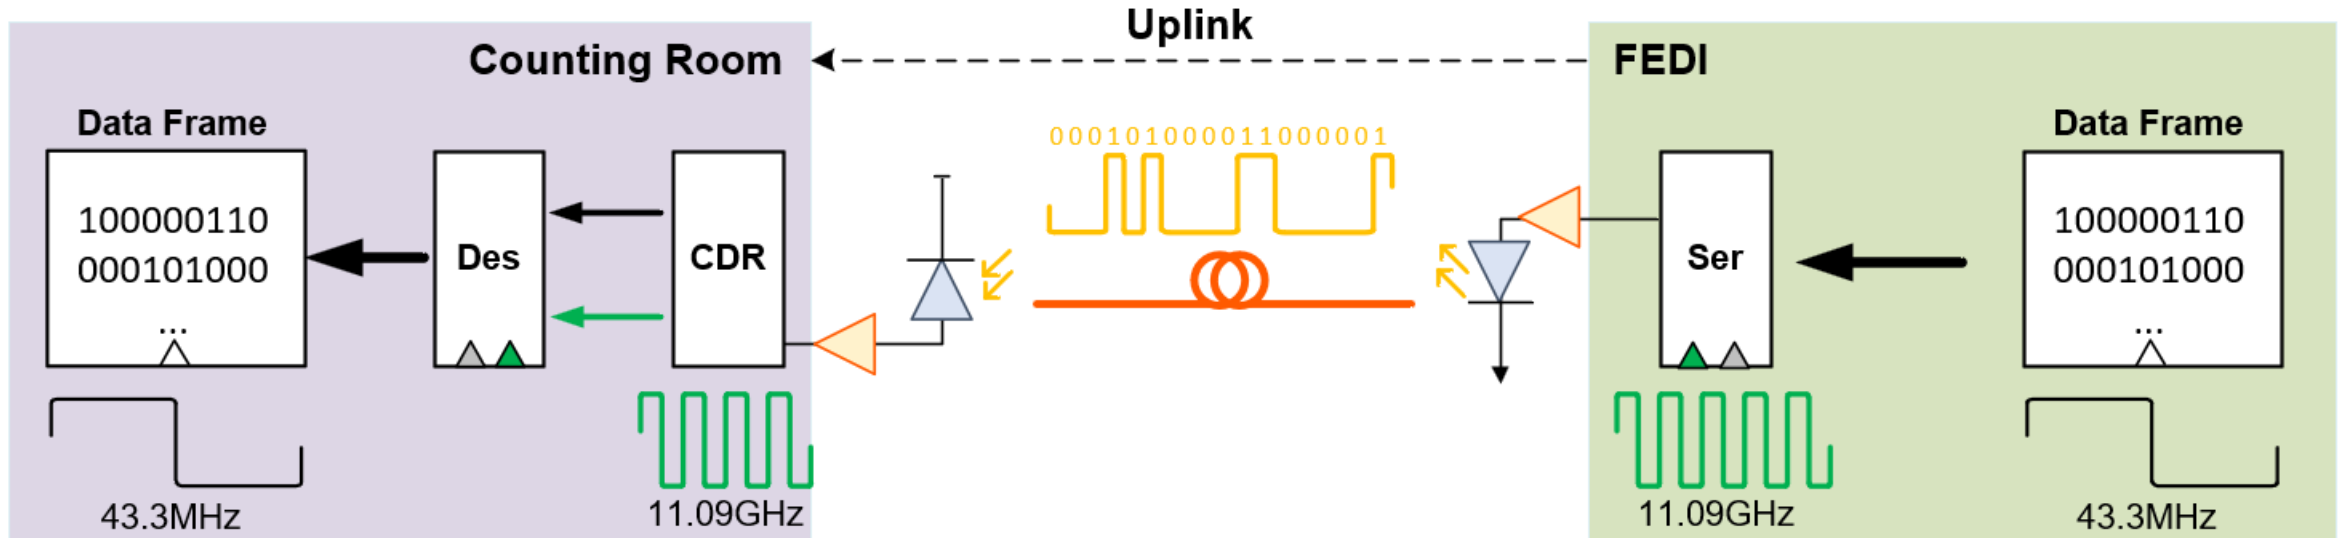 Uplink
Counting Room
FEDI
Data Frame
100000110
000101000
...
43.3MHz
Des
CDR
11.09GHz
000101000011000001
Ser
11.09GHz
Data Frame
100000110
000101000
...
43.3MHz